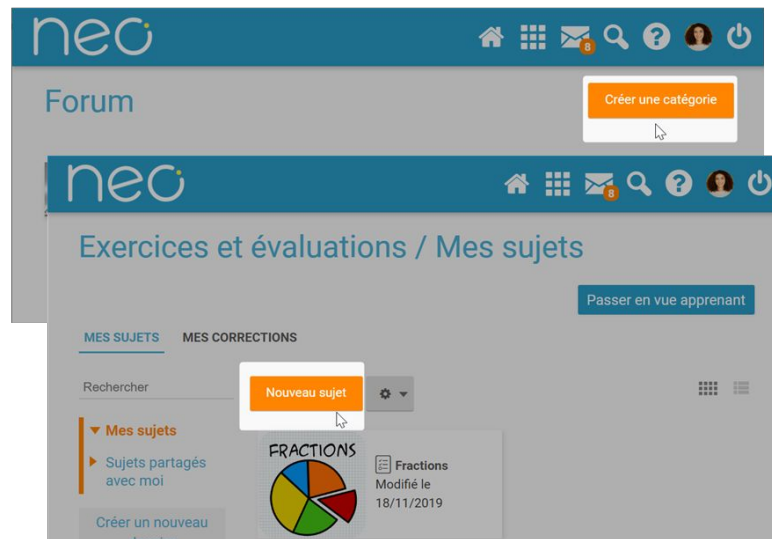 neo
8
Forum
Créer une catégorie
neo
8
Exercices et évaluations / Mes sujets
Passer en vue apprenant
MES SUJETS MES CORRECTIONS
Rechercher
Nouveau sujet
Mes sujets
Sujets partagés
avec moi
Créer un nouveau
FRACTIONS
Fractions
Modifié le
18/11/2019